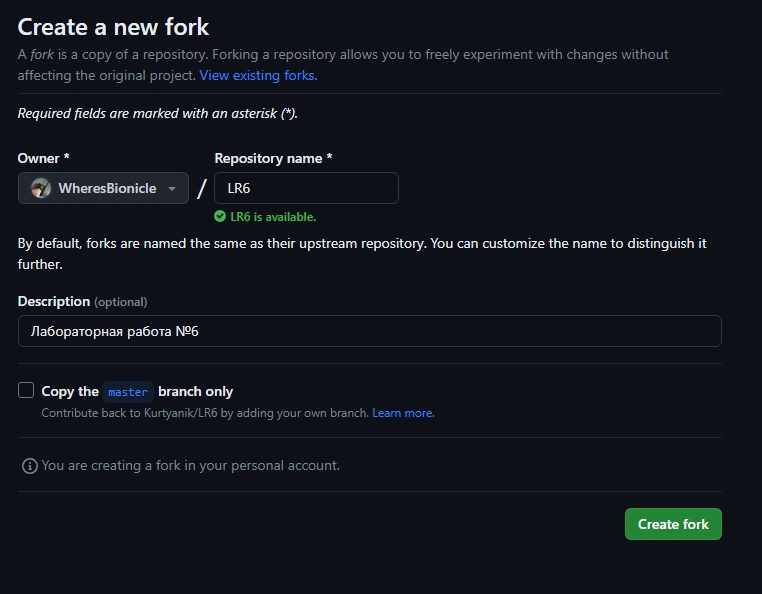 Create a new fork
A fork is a copy of a repository. Forking a repository allows you to freely experiment with changes without
affecting the original project. View existing forks.
Required fields are marked with an asterisk (*).
Owner *
Repository name *
WheresBionicle
/
LR6
LR6 is available.
By default, forks are named the same as their upstream repository. You can customize the name to distinguish it
further.
Description (optional)
Лабораторная работа №6
Copy the master branch only
Contribute back to Kurtyanik/LR6 by adding your own branch. Learn more.
You are creating a fork in your personal account.
Create fork